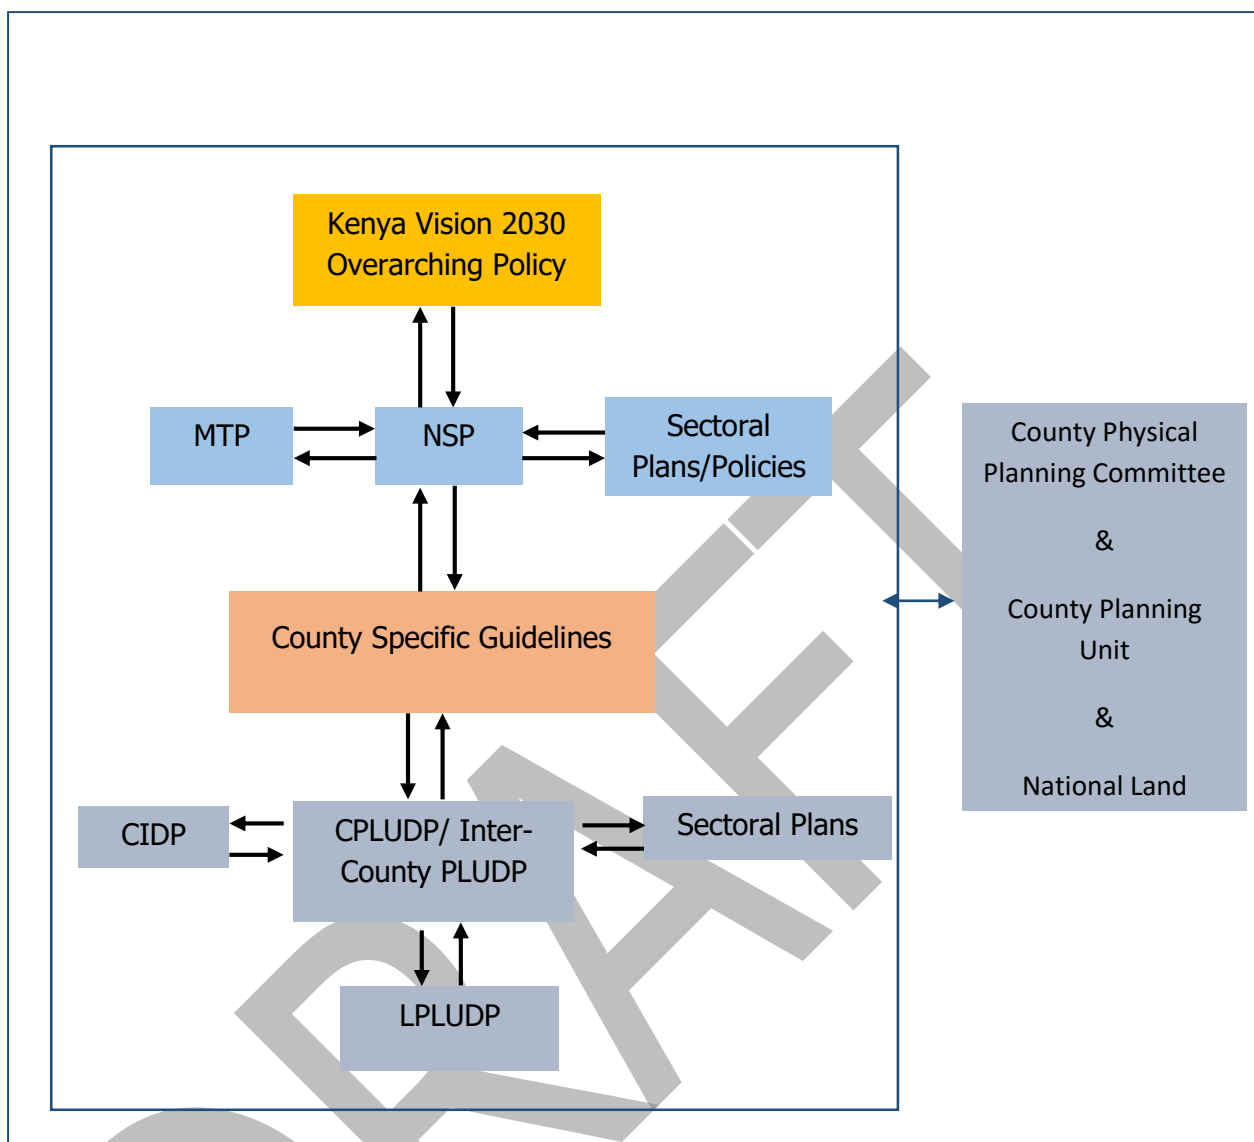 Kenya Vision 2030
Overarching Policy
MTP
NSP
Sectoral
Plans/Policies
County Specific Guidelines
CIDP
CPLUDP/ Inter-
County PLUDP
Sectoral Plans
LPLUDP
County Physical
Planning Committee
&
County Planning
Unit
&
National Land
DRAFT